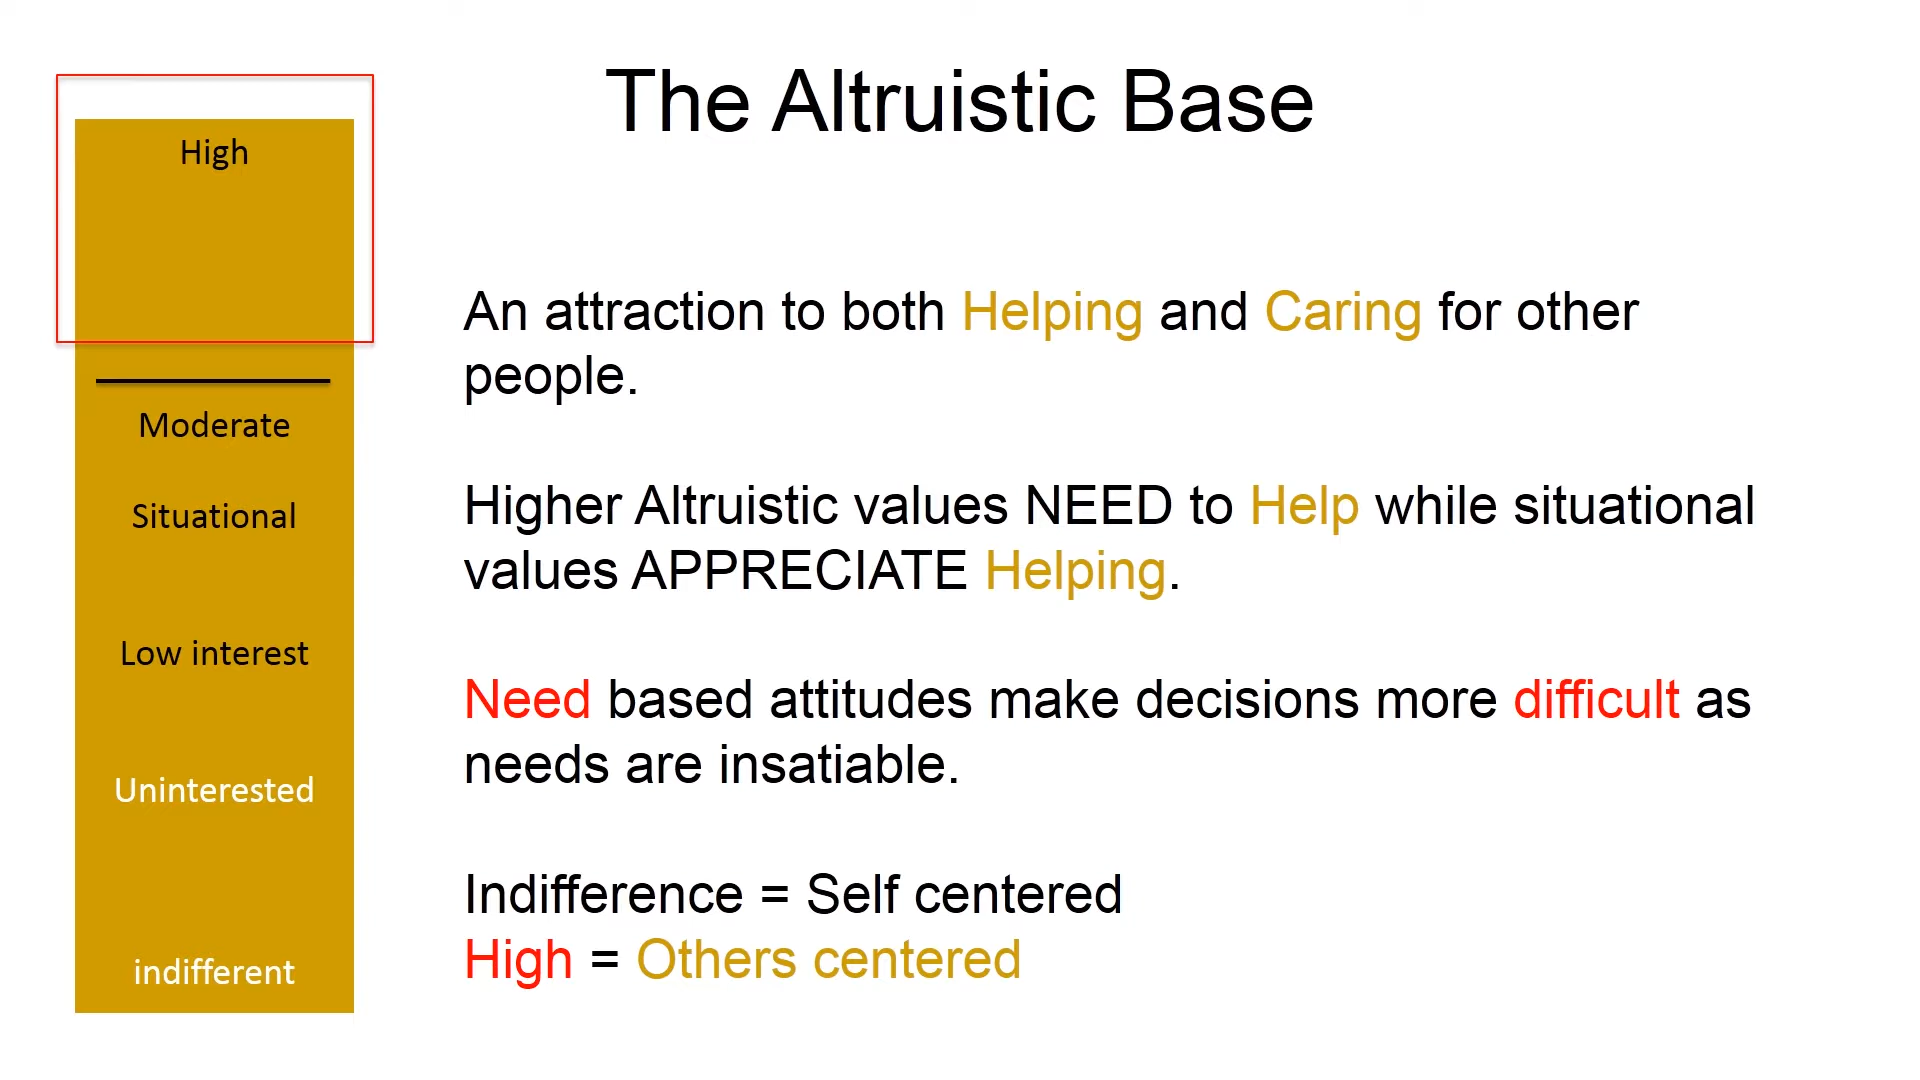 The Altruistic Base
High
Moderate
Situational
Low interest
Uninterested
indifferent
An attraction to both Helping and Caring for other
people.
Higher Altruistic values NEED to Help while situational
values APPRECIATE Helping.
Need based attitudes make decisions more difficult as
needs are insatiable.
Indifference = Self centered
High = Others centered